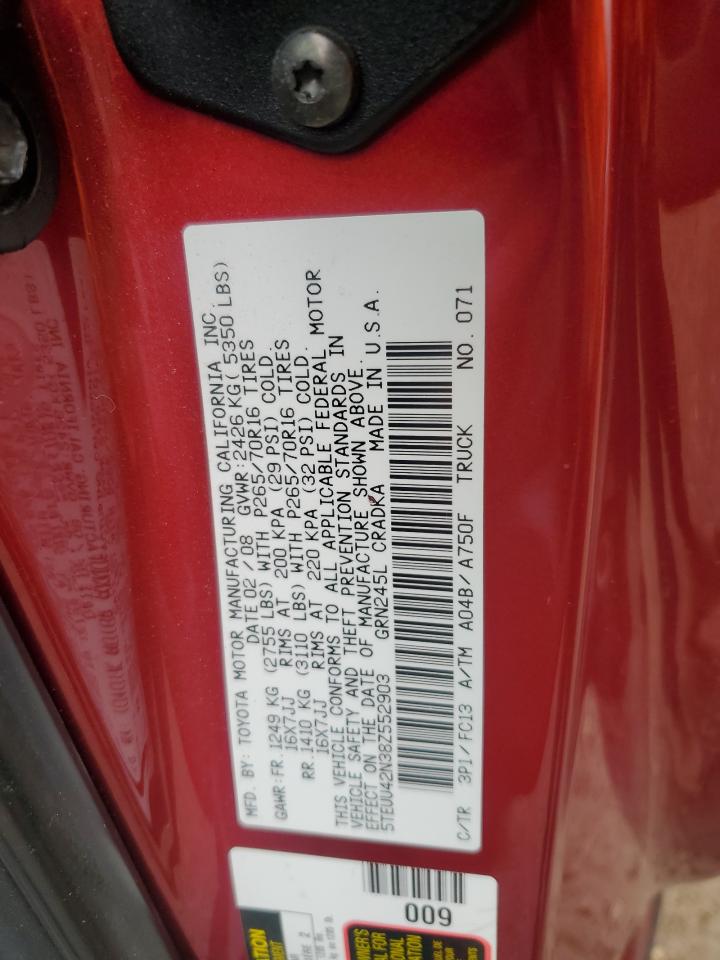 MFD. BY: TOYOTA MOTOR MANUFACTURING CALIFORNIA INC.
DATE 02 / 08 GVWR: 2426 KG ( 5350 LBS)
GAWR: FR. 1249 KG (2755 LBS) WITH P265/70R16 TIRES
16X7JJ RIMS AT 200 KPA (29 PSI) COLD.
RR. 1410 KG (3110 LBS) WITH P265/70R16 TIRES
16X7JJ RIMS AT 220 KPA (32 PSI) COLD.
THIS VEHICLE CONFORMS TO ALL APPLICABLE FEDERAL MOTOR
VEHICLE SAFETY AND THEFT PREVENTION STANDARDS IN
EFFECT ON THE DATE OF MANUFACTURE SHOWN ABOVE.
5TEUU42N38Z552903 GRN245L CRADKA MADE IN U.S.A.
C/TR 3P1 / FC13 A/TM A04B / A750F TRUCK NO. 071
009